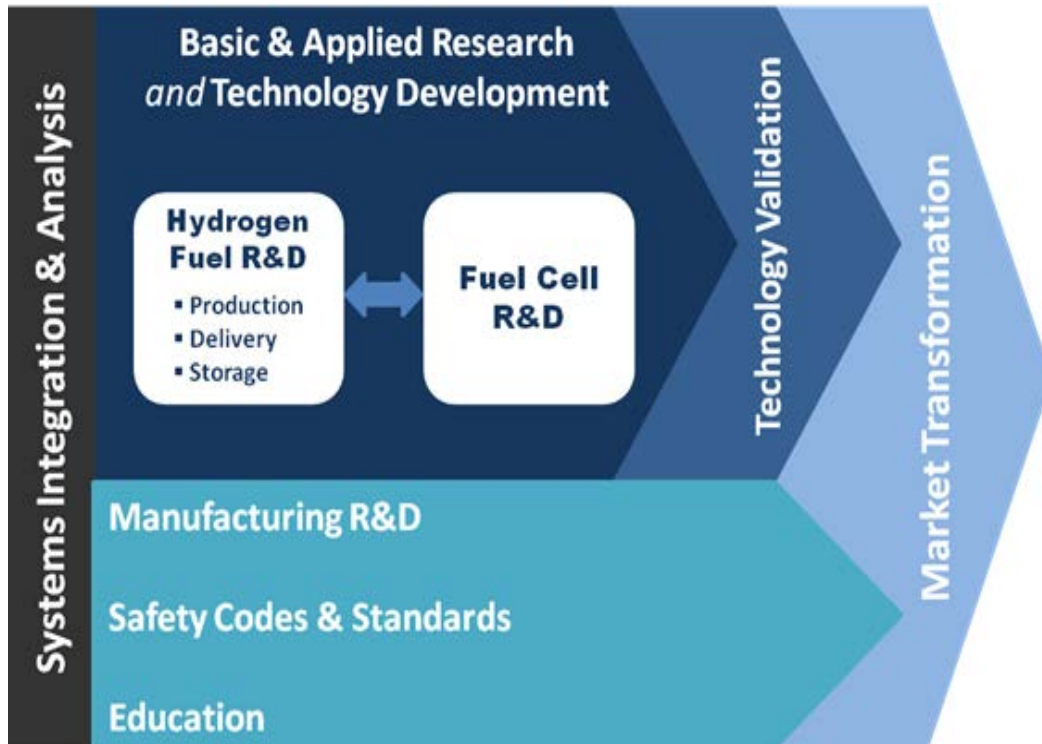 Systems Integration & Analysis
Basic & Applied Research
and Technology Development
Hydrogen
Fuel R&D
▪ Production
▪ Delivery
▪ Storage
Fuel Cell
R&D
Technology Validation
Market Transformation
Manufacturing R&D
Safety Codes & Standards
Education